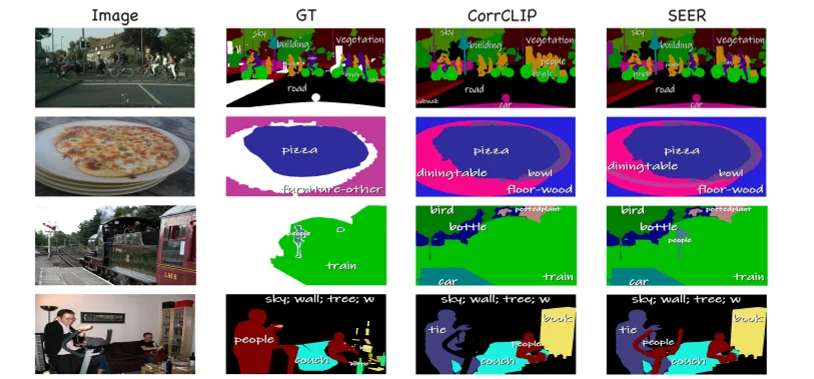 Image GT CorrCLIP SEER
sky building vegetation
road
sky building vegetation
people
road
sidewalk car
sky building vegetation
road
car
pizza
furniture-other
pizza
diningtable bowl
floor-wood
pizza
diningtable bowl
floor-wood
people
train
LMS
bird pottedplant
bottle
car train
bird pottedplant
bottle
people
car train
sky; wall; tree; w
people
couch
sky; wall; tree; w
book
tie
people
couch
sky; wall; tree; w
book
tie
people
couch